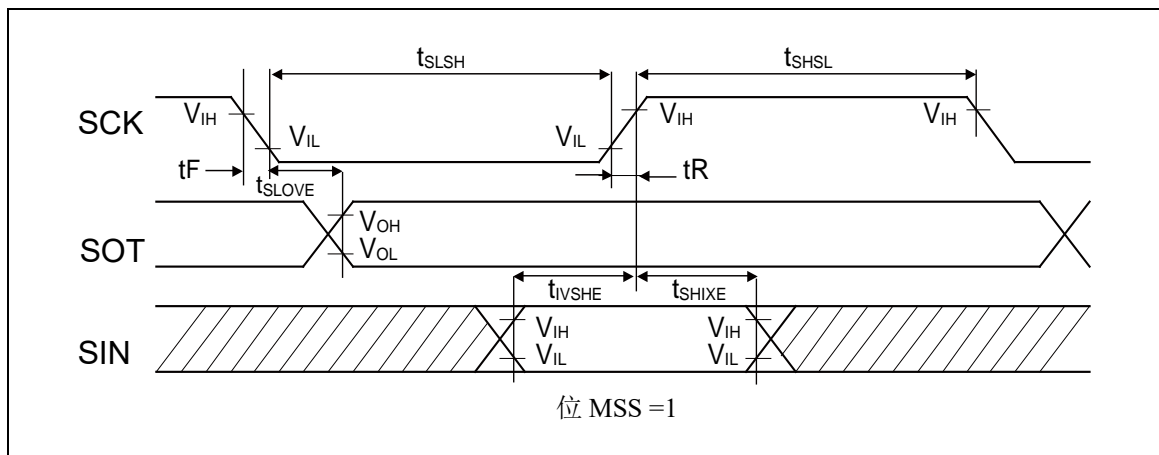 tSLSH
tSHSL
SCK
VIH
VIL
VIL
VIH
VIH
tF
tSLOVE
tR
SOT
VOH
VOL
tIVSHE
tSHIXE
SIN
VIH
VIH
VIL
VIL
位 MSS =1